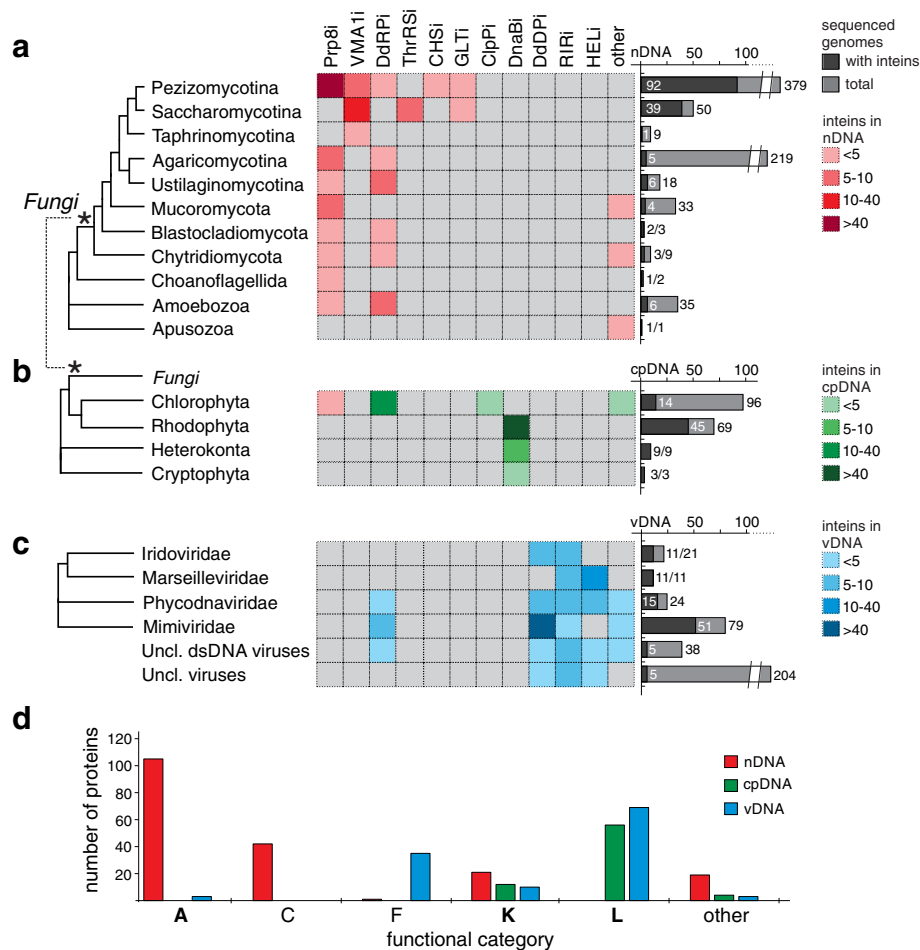 a
Prp8i VMA1i DdRPi ThrRSi CHSi GLTi ClpPi DnaBi DdDPi RIRi HELi other
nDNA 50 100
sequenced genomes
with inteins
total
Pezizomycotina 92 379
Saccharomycotina 39 50
Taphrinomycotina 1 9
Agaricomycotina 5 219
Ustilaginomycotina 6 18
Fungi
*
Mucoromycota 4 33
Blastocladiomycota 2/3
Chytridiomycota 3/9
Choanoflagellida 1/2
Amoebozoa 6 35
Apusozoa 1/1
inteins in nDNA
<5
5-10
10-40
>40
b
*
cpDNA 50 100
Fungi
Chlorophyta 14 96
Rhodophyta 45 69
Heterokonta 9/9
Cryptophyta 3/3
inteins in cpDNA
<5
5-10
10-40
>40
c
vDNA 50 100
Iridoviridae 11/21
Marseilleviridae 11/11
Phycodnaviridae 15 24
Mimiviridae 51 79
Uncl. dsDNA viruses 5 38
Uncl. viruses 5 204
inteins in vDNA
<5
5-10
10-40
>40
d
number of proteins
120
100
80
60
40
20
nDNA
cpDNA
vDNA
A C F K L other
functional category